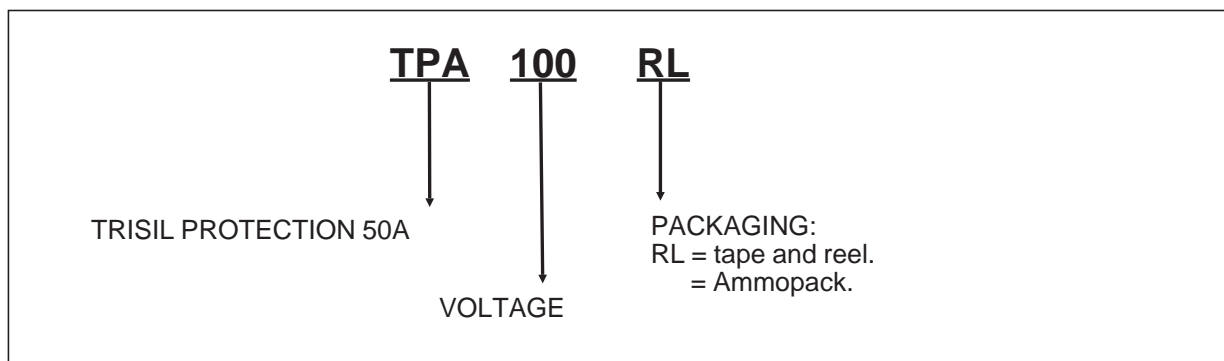 TPA 100 RL
TRISIL PROTECTION 50A
VOLTAGE
PACKAGING:
RL = tape and reel.
= Ammopack.